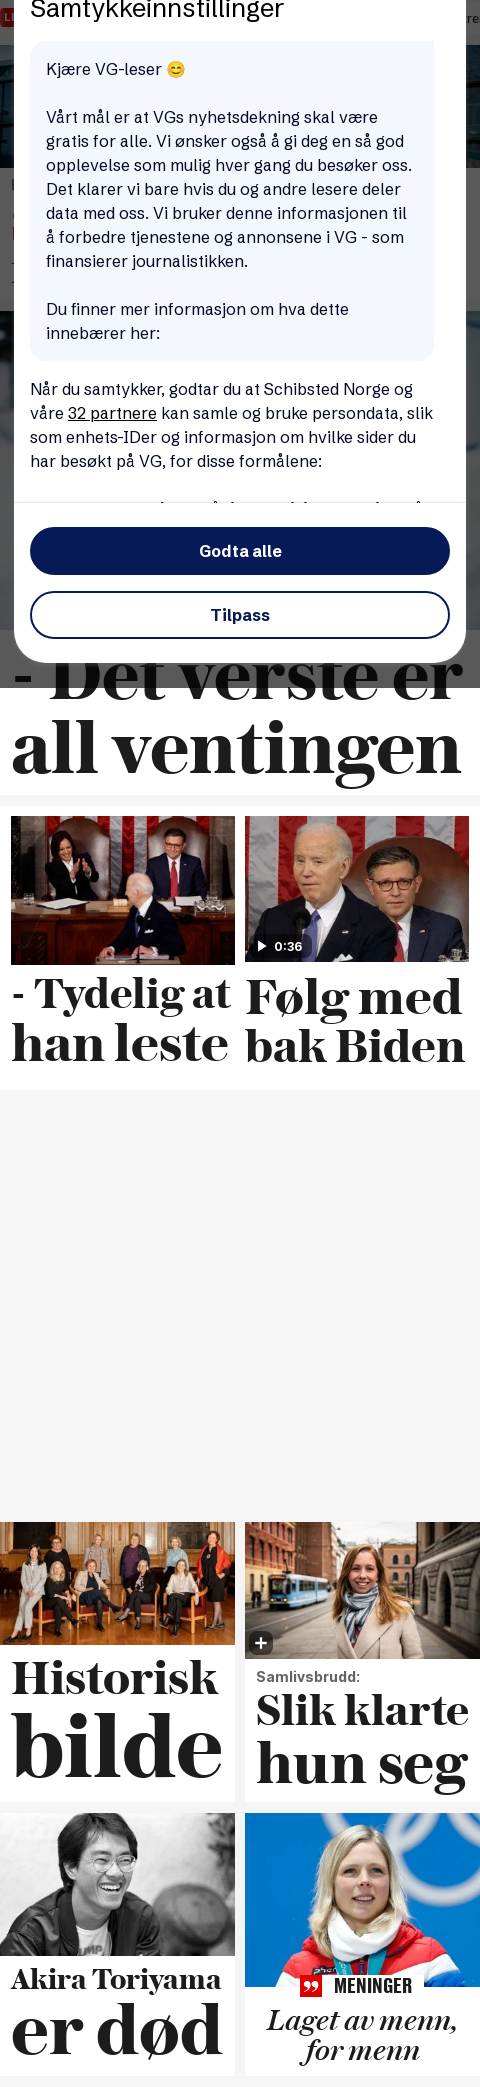 Samtykkeinnstillinger
Kjære VG-leser 😊
Vårt mål er at VGs nyhetsdekning skal være
gratis for alle. Vi ønsker også å gi deg en så god
opplevelse som mulig hver gang du besøker oss.
Det klarer vi bare hvis du og andre lesere deler
data med oss. Vi bruker denne informasjonen til
å forbedre tjenestene og annonsene i VG - som
finansierer journalistikken.
Du finner mer informasjon om hva dette
innebærer her:
Når du samtykker, godtar du at Schibsted Norge og
våre 32 partnere kan samle og bruke persondata, slik
som enhets-IDer og informasjon om hvilke sider du
har besøkt på VG, for disse formålene:
Godta alle
Tilpass
- Det verste er
all ventingen
0:36
- Tydelig at
han leste
Følg med
bak Biden
Historisk
bilde
Samlivsbrudd:
Slik klarte
hun seg
Akira Toriyama
er død
MENINGER
Laget av menn,
for menn